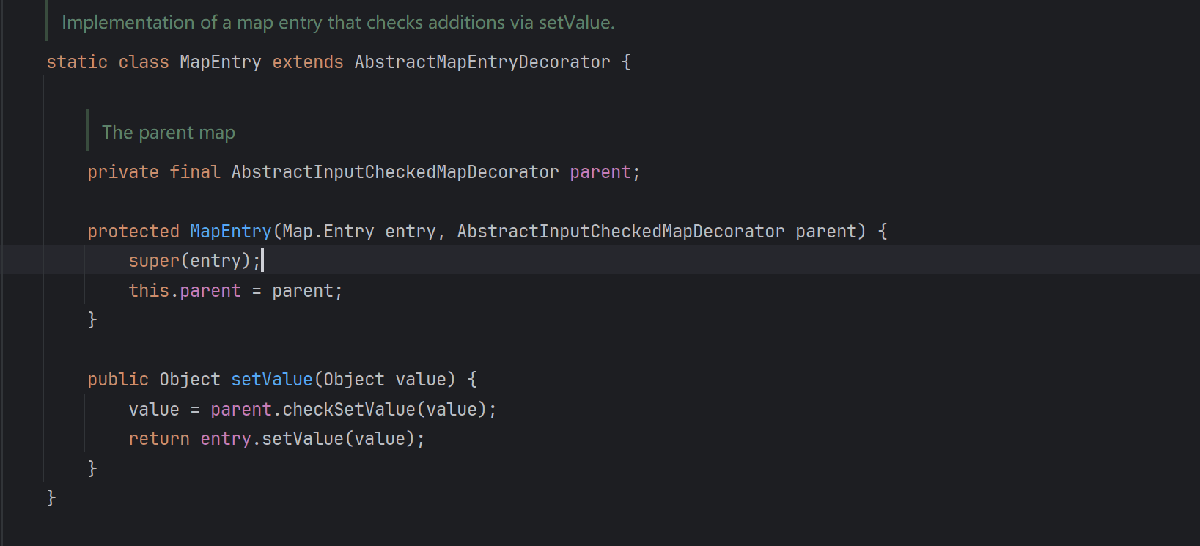 Implementation of a map entry that checks additions via setValue.
static class MapEntry extends AbstractMapEntryDecorator {
The parent map
private final AbstractInputCheckedMapDecorator parent;
protected MapEntry(Map.Entry entry, AbstractInputCheckedMapDecorator parent) {
super(entry);
this.parent = parent;
}
public Object setValue(Object value) {
value = parent.checkSetValue(value);
return entry.setValue(value);
}
}